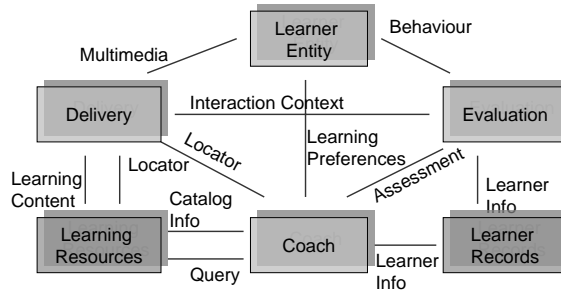 Learner
Entity
Behaviour
Multimedia
Delivery
Interaction Context
Evaluation
Locator
Learning
Preferences
Locator
Assessment
Learning
Content
Catalog
Info
Learner
Info
Learning
Resources
Coach
Learner
Records
Query
Learner
Info